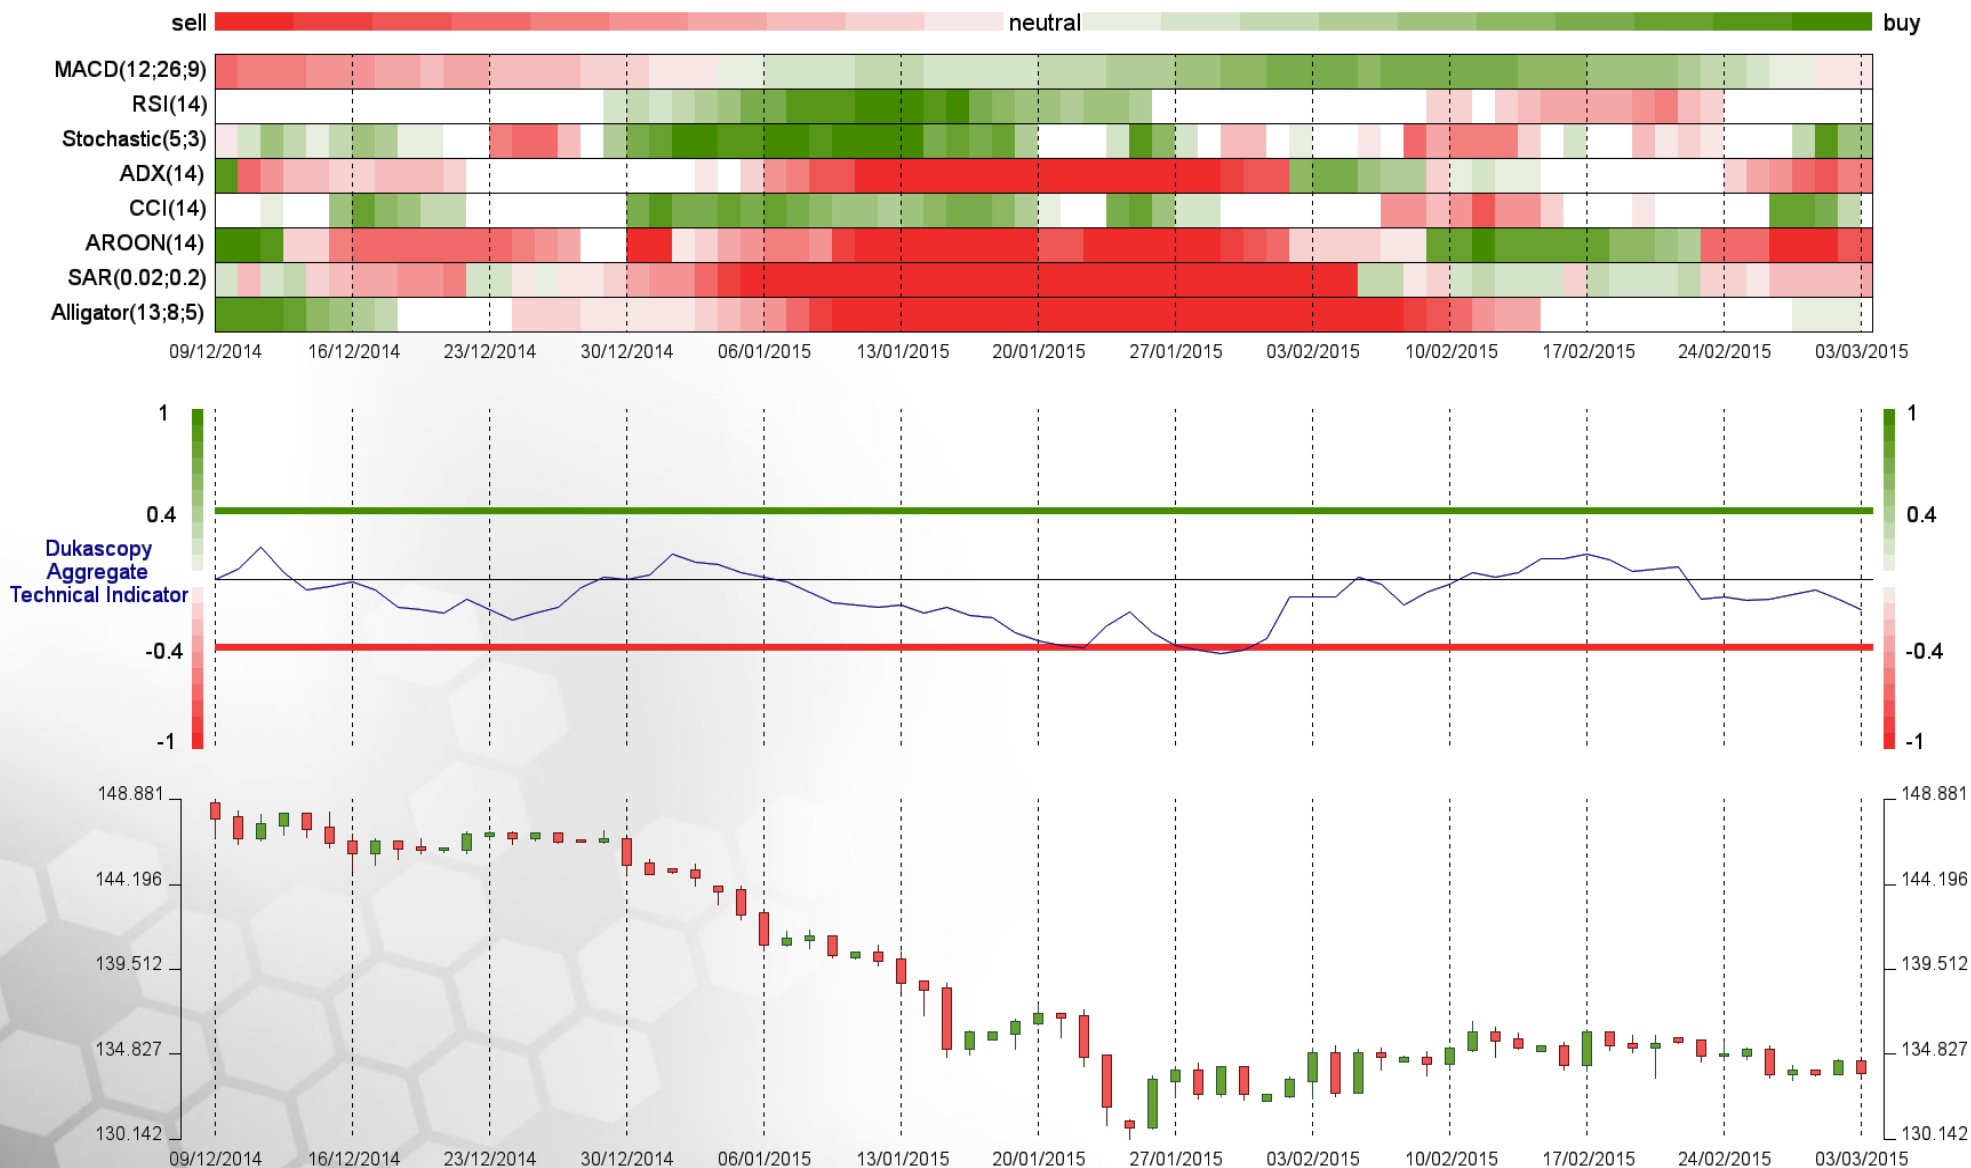 sell neutral buy
MACD(12;26;9)
RSI(14)
Stochastic(5;3)
ADX(14)
CCI(14)
AROON(14)
SAR(0.02;0.2)
Alligator(13;8;5)
09/12/2014 16/12/2014 23/12/2014 30/12/2014 06/01/2015 13/01/2015 20/01/2015 27/01/2015 03/02/2015 10/02/2015 17/02/2015 24/02/2015 03/03/2015
1 1
0.4 0.4
Dukascopy
Aggregate
Technical Indicator
-0.4 -0.4
-1 -1
148.881 148.881
144.196 144.196
139.512 139.512
134.827 134.827
130.142 130.142
09/12/2014 16/12/2014 23/12/2014 30/12/2014 06/01/2015 13/01/2015 20/01/2015 27/01/2015 03/02/2015 10/02/2015 17/02/2015 24/02/2015 03/03/2015